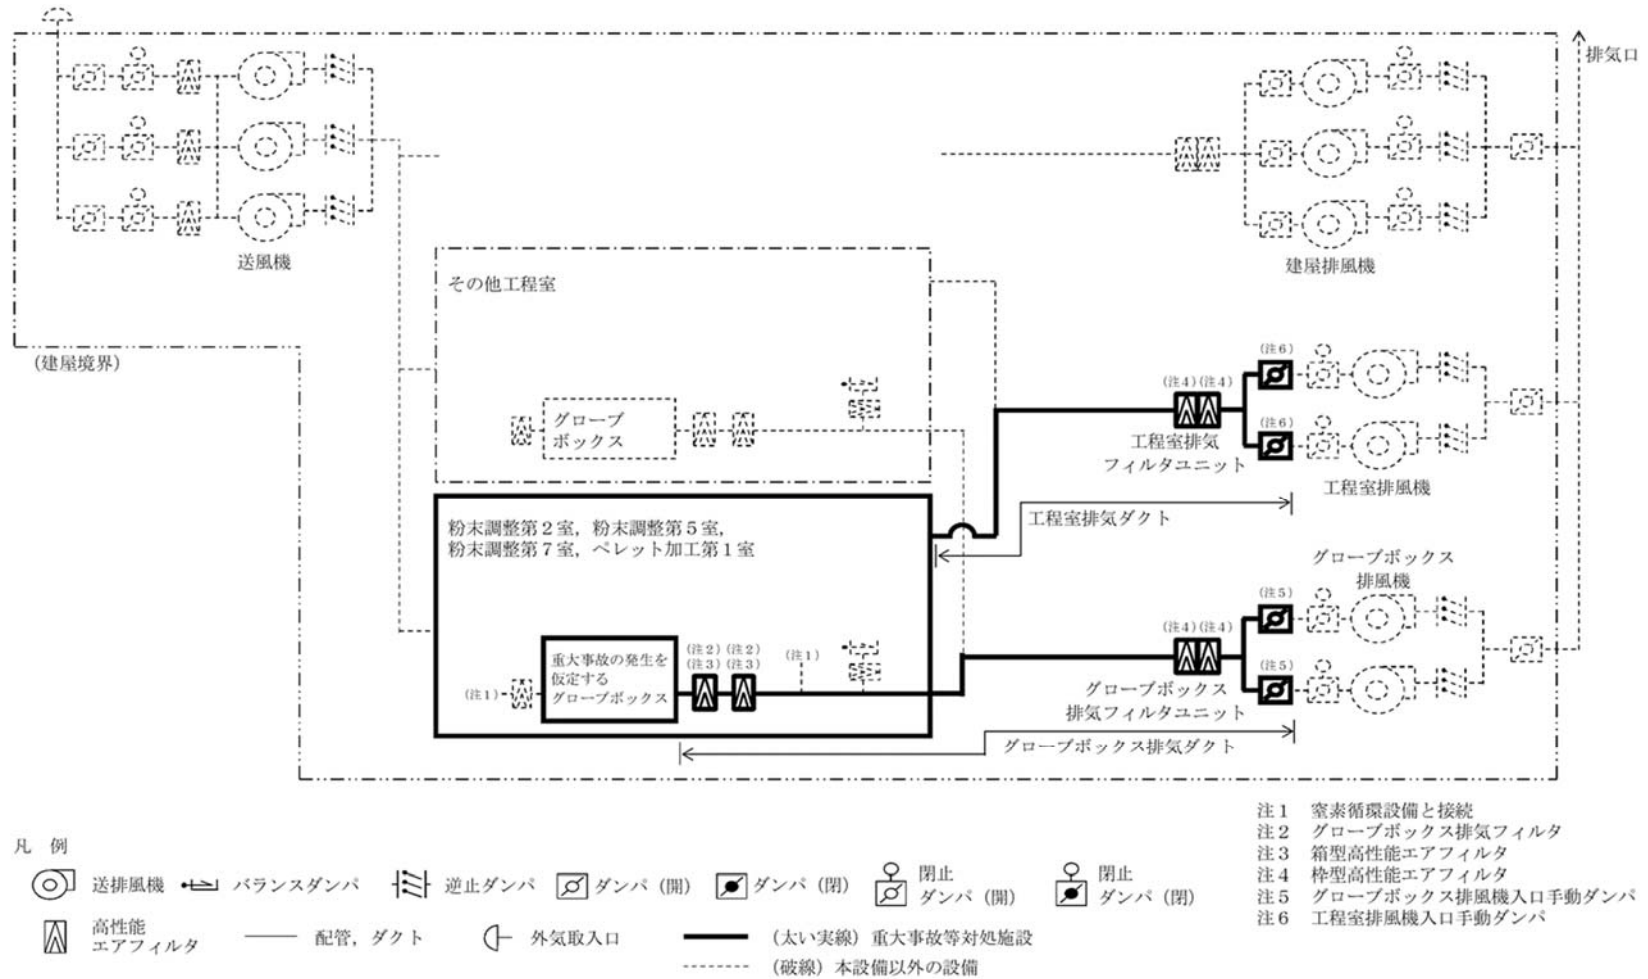 排気口
送風機
建屋排風機
(建屋境界)
その他工程室
グローブ
ボックス
(注6)
(注4)(注4)
(注6)
工程室排気
フィルタユニット
工程室排風機
工程室排気ダクト
粉末調整第2室,粉末調整第5室,
粉末調整第7室,ペレット加工第1室
グローブボックス
排風機
(注5)
(注4)(注4)
(注5)
重大事故の発生を
仮定する
グローブボックス
(注1)
(注2)(注2)
(注3)(注3)
(注1)
グローブボックス
排気フィルタユニット
グローブボックス排気ダクト
注1 窒素循環設備と接続
注2 グローブボックス排気フィルタ
注3 箱型高性能エアフィルタ
注4 枠型高性能エアフィルタ
注5 グローブボックス排風機入口手動ダンパ
注6 工程室排風機入口手動ダンパ
凡 例
送排風機
バランスダンパ
逆止ダンパ
ダンパ(開)
ダンパ(閉)
閉止
ダンパ(開)
閉止
ダンパ(閉)
高性能
エアフィルタ
配管,ダクト
外気取入口
(太い実線)重大事故等対処施設
(破線)本設備以外の設備